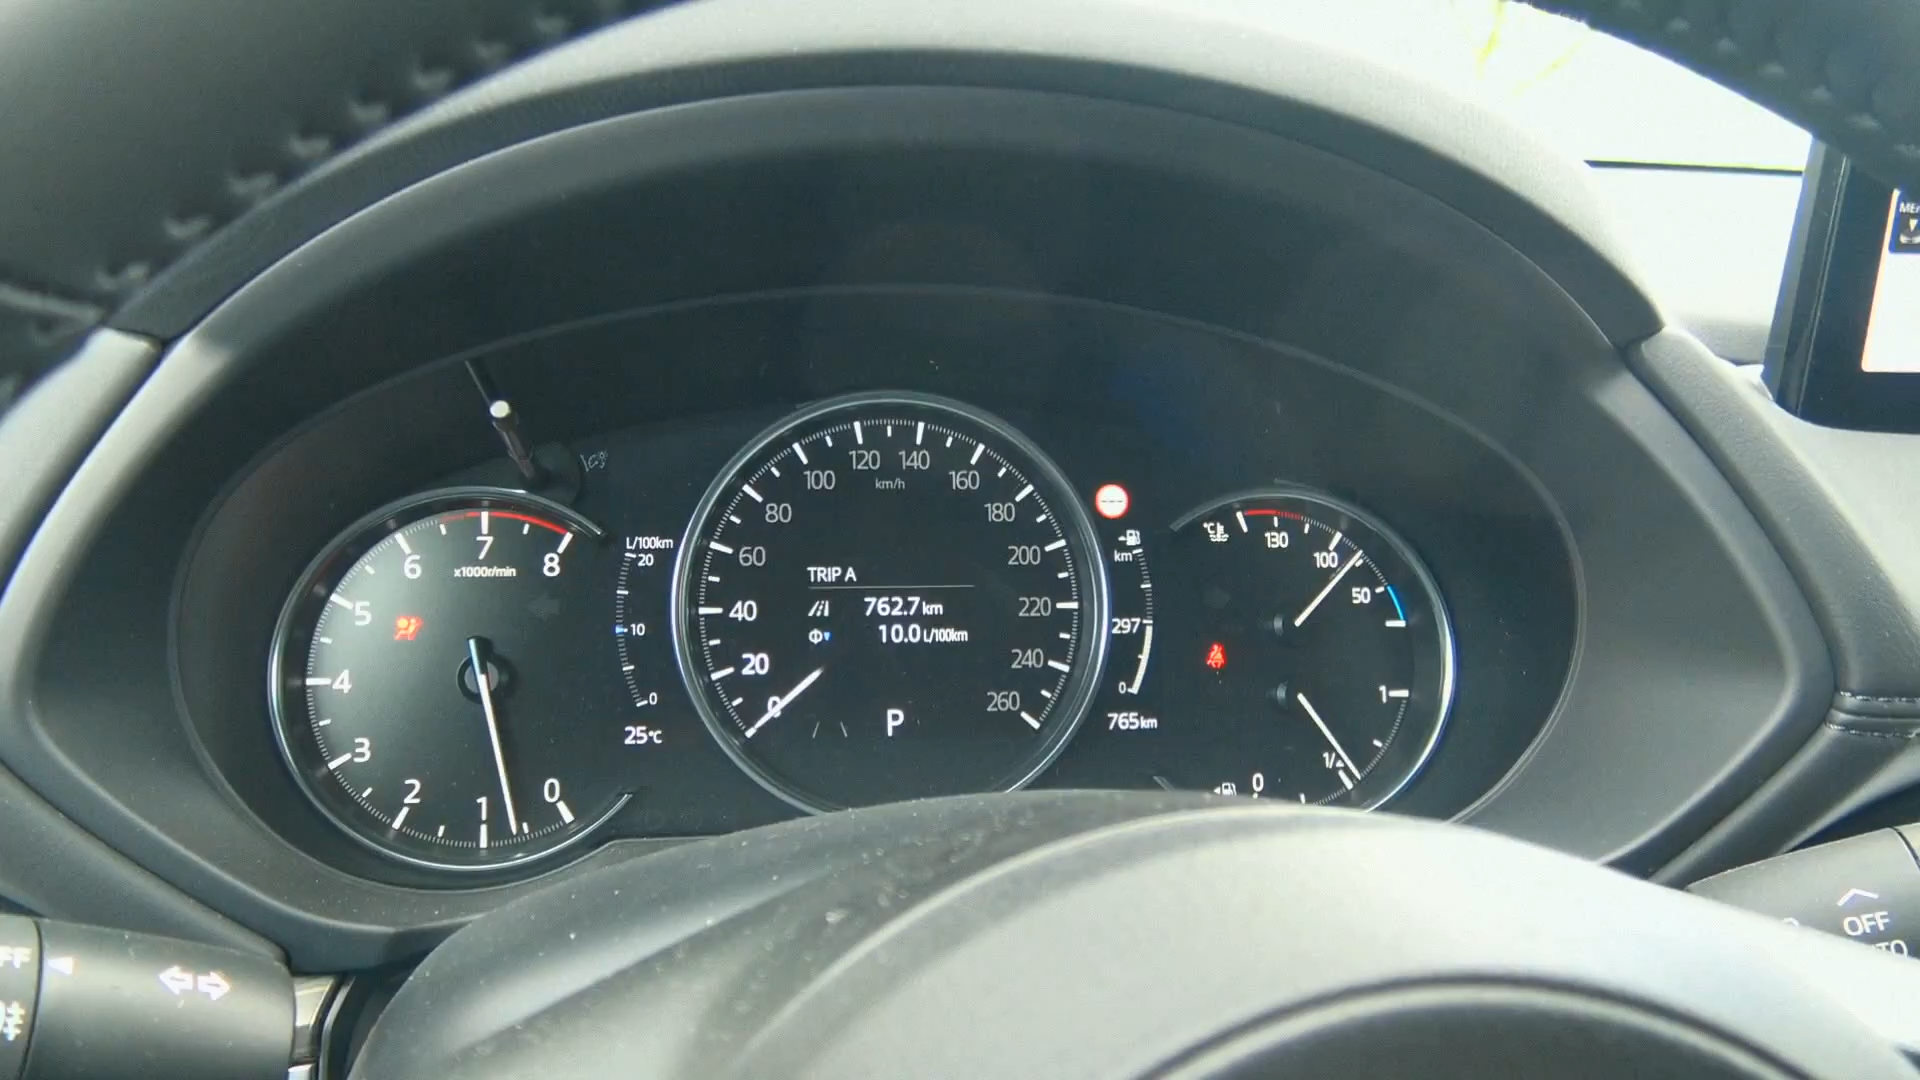 6 7 8
x1000r/min
5
4
3
2 1 0
L/100km
20
10
0
25℃
100 120 140 160
km/h
80 180
60 200
40 220
20 240
0 260
TRIP A
762.7 km
10.0 L/100km
P
km
297
0
765km
℃
130
100
50
1
1/2
0
OFF